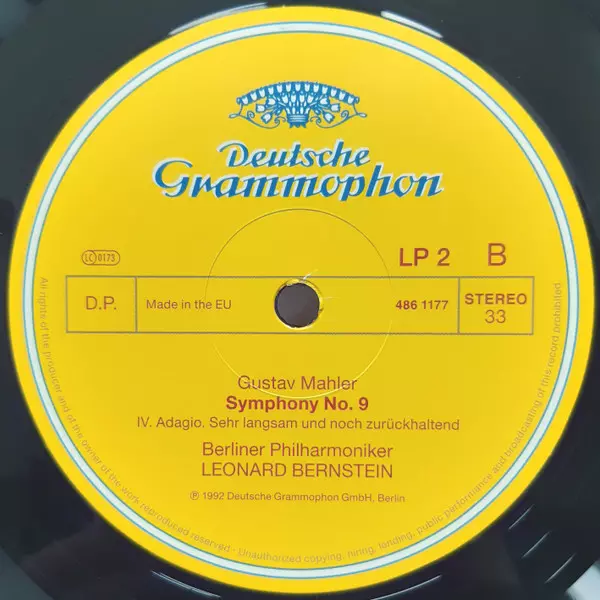 Deutsche
Grammophon
LC 0173
LP 2 B
D.P. Made in the EU 486 1177 STEREO
33
Gustav Mahler
Symphony No. 9
IV. Adagio. Sehr langsam und noch zurückhaltend
Berliner Philharmoniker
LEONARD BERNSTEIN
℗ 1992 Deutsche Grammophon GmbH, Berlin
All rights of the producer and of the owner of the work reproduced reserved · Unauthorized copying, hiring, lending, public performance and broadcasting of this record prohibited